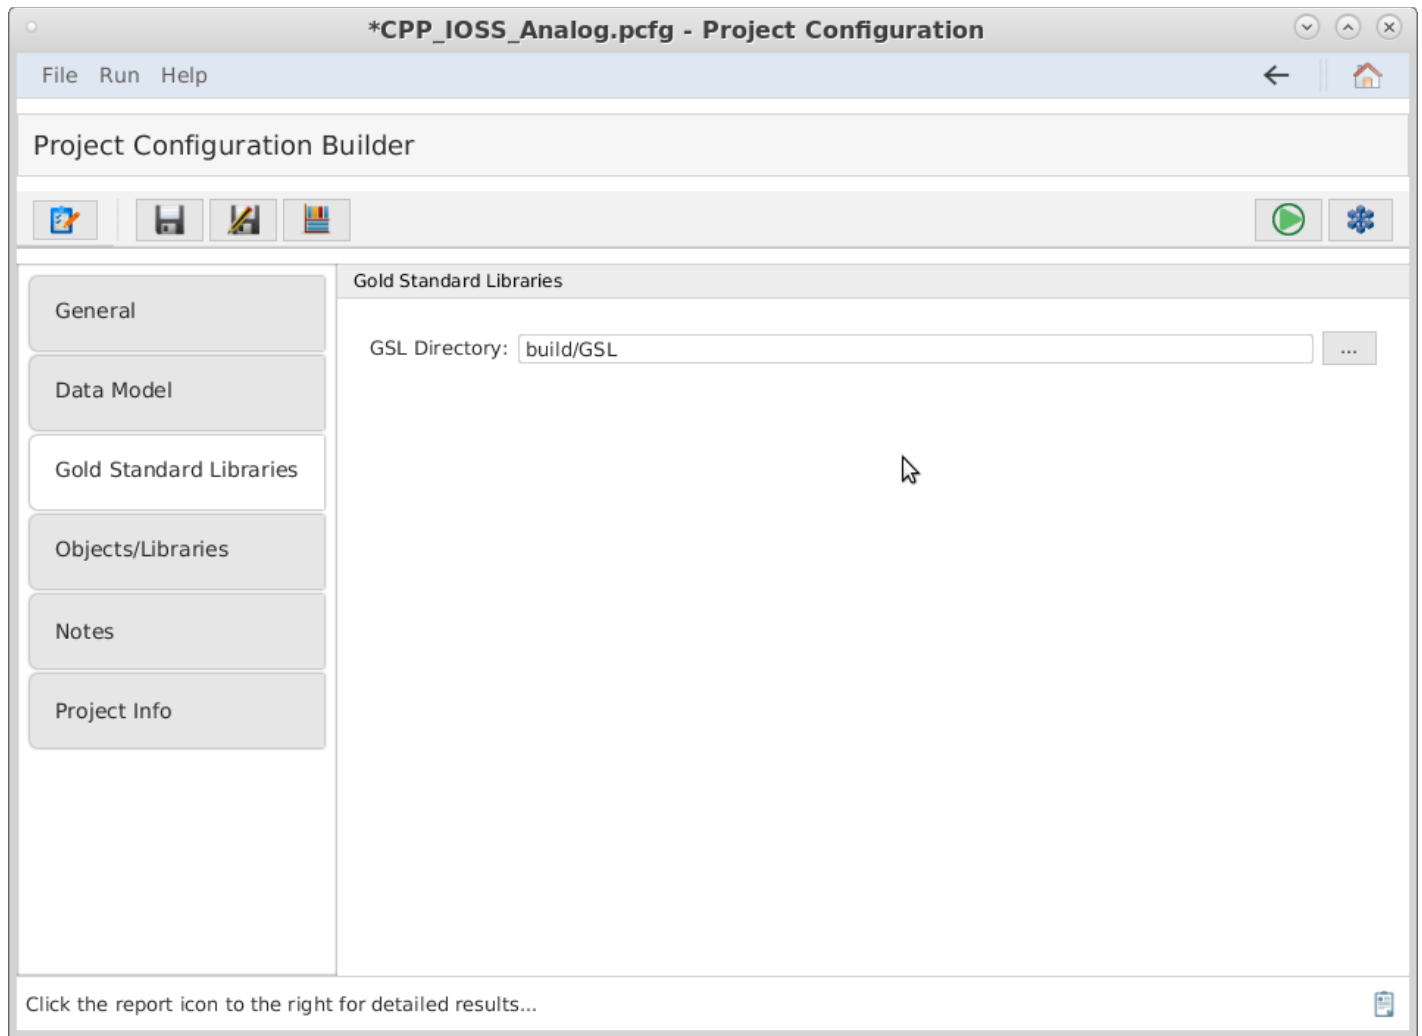 *CPP_IOSS_Analog.pcfg - Project Configuration
File Run Help
Project Configuration Builder
Gold Standard Libraries
General
GSL Directory: build/GSL ...
Data Model
Gold Standard Libraries
Objects/Libraries
Notes
Project Info
Click the report icon to the right for detailed results...